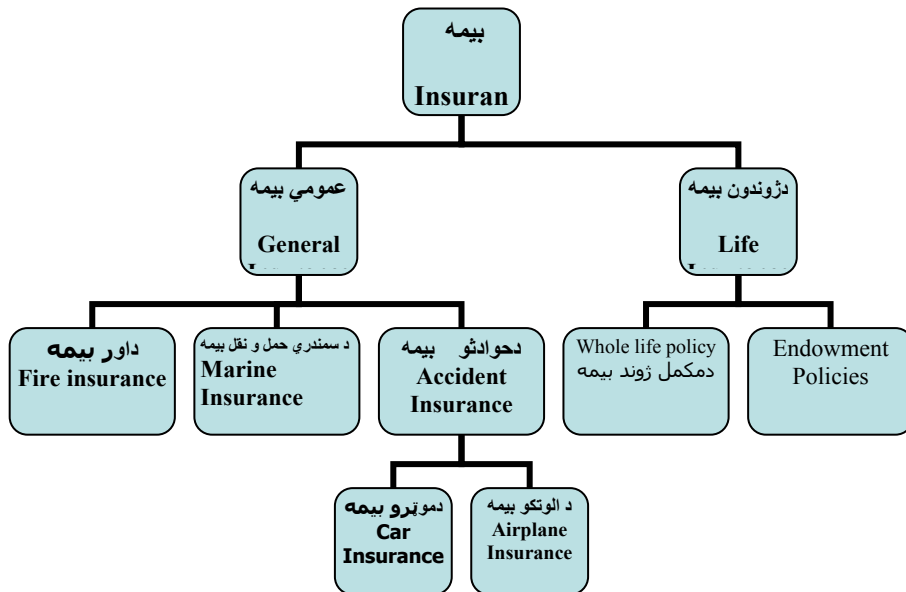 بيمه
Insuran
عمومي بيمه
General
دژوندون بيمه
Life
داور بيمه
Fire insurance
د سمندري حمل و نقل بيمه
Marine
Insurance
دحوادثو بيمه
Accident
Insurance
Whole life policy
دمکمل ژوند بيمه
Endowment
Policies
دموټرو بيمه
Car
Insurance
د الوتکو بيمه
Airplane
Insurance